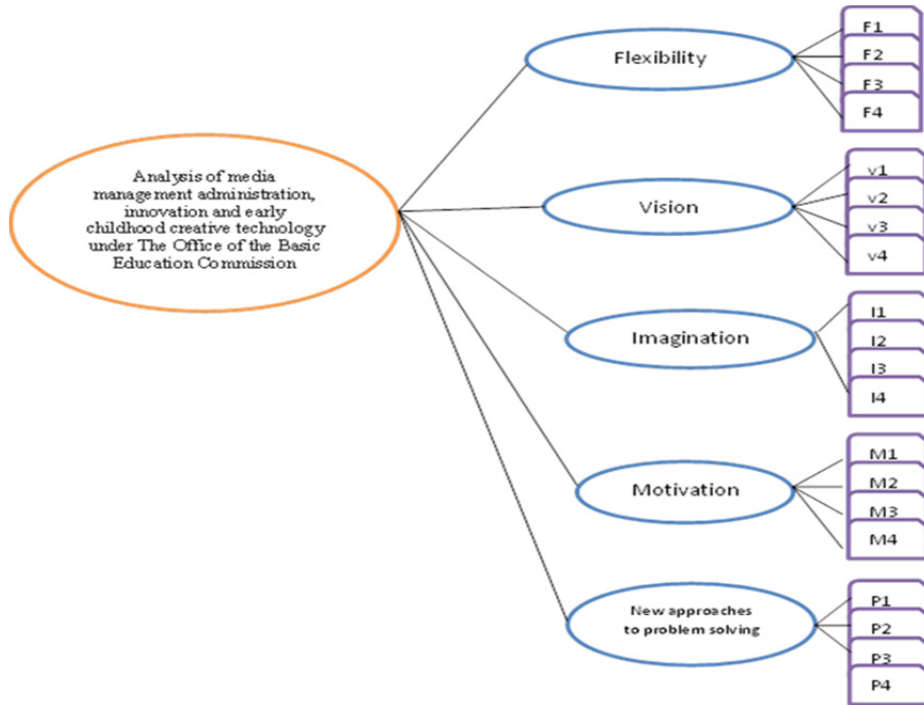 Analysis of media
management administration,
innovation and early
childhood creative technology
under The Office of the Basic
Education Commission
Flexibility
F1
F2
F3
F4
Vision
v1
v2
v3
v4
Imagination
I1
I2
I3
I4
Motivation
M1
M2
M3
M4
New approaches
to problem solving
P1
P2
P3
P4